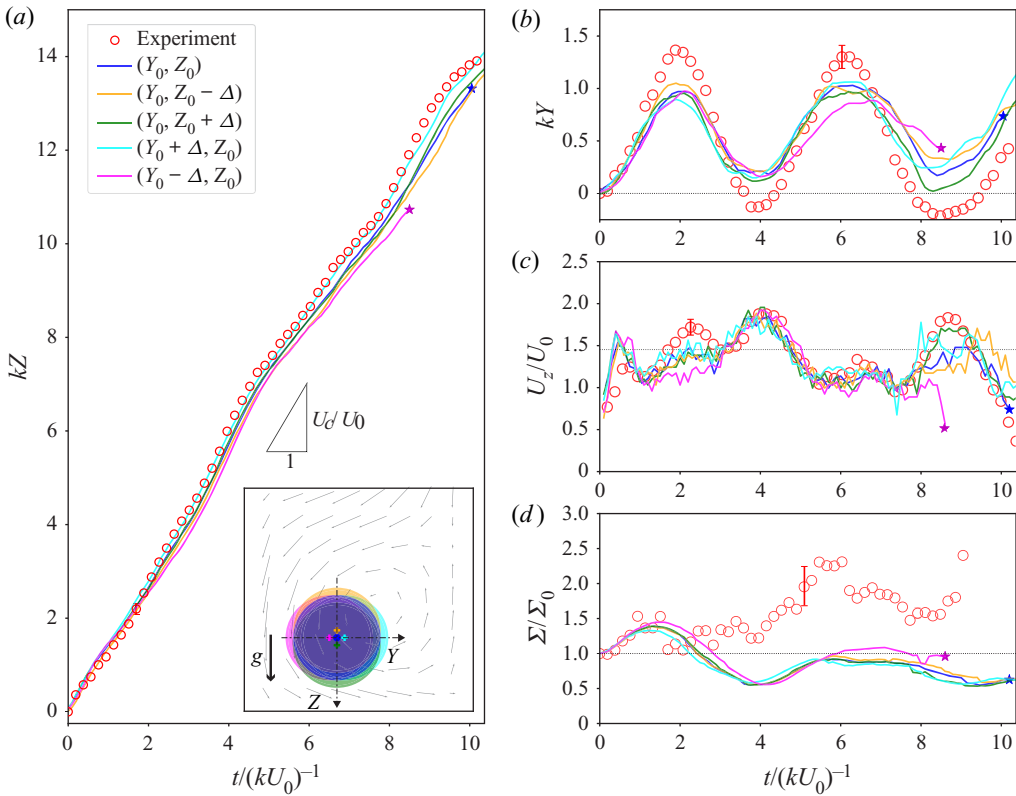 (a)
14
12
10
8
6
4
2
0
kZ
0 2 4 6 8 10
t/(kU₀)⁻¹
Experiment
(Y₀, Z₀)
(Y₀, Z₀ − Δ)
(Y₀, Z₀ + Δ)
(Y₀ + Δ, Z₀)
(Y₀ − Δ, Z₀)
U_c/U₀
1
g
Y
Z
(b)
1.5
1.0
0.5
0
kY
0 2 4 6 8 10
(c)
2.5
2.0
1.5
1.0
0.5
0
U_z/U₀
0 2 4 6 8 10
(d)
3.0
2.5
2.0
1.5
1.0
0.5
0
Σ/Σ₀
0 2 4 6 8 10
t/(kU₀)⁻¹